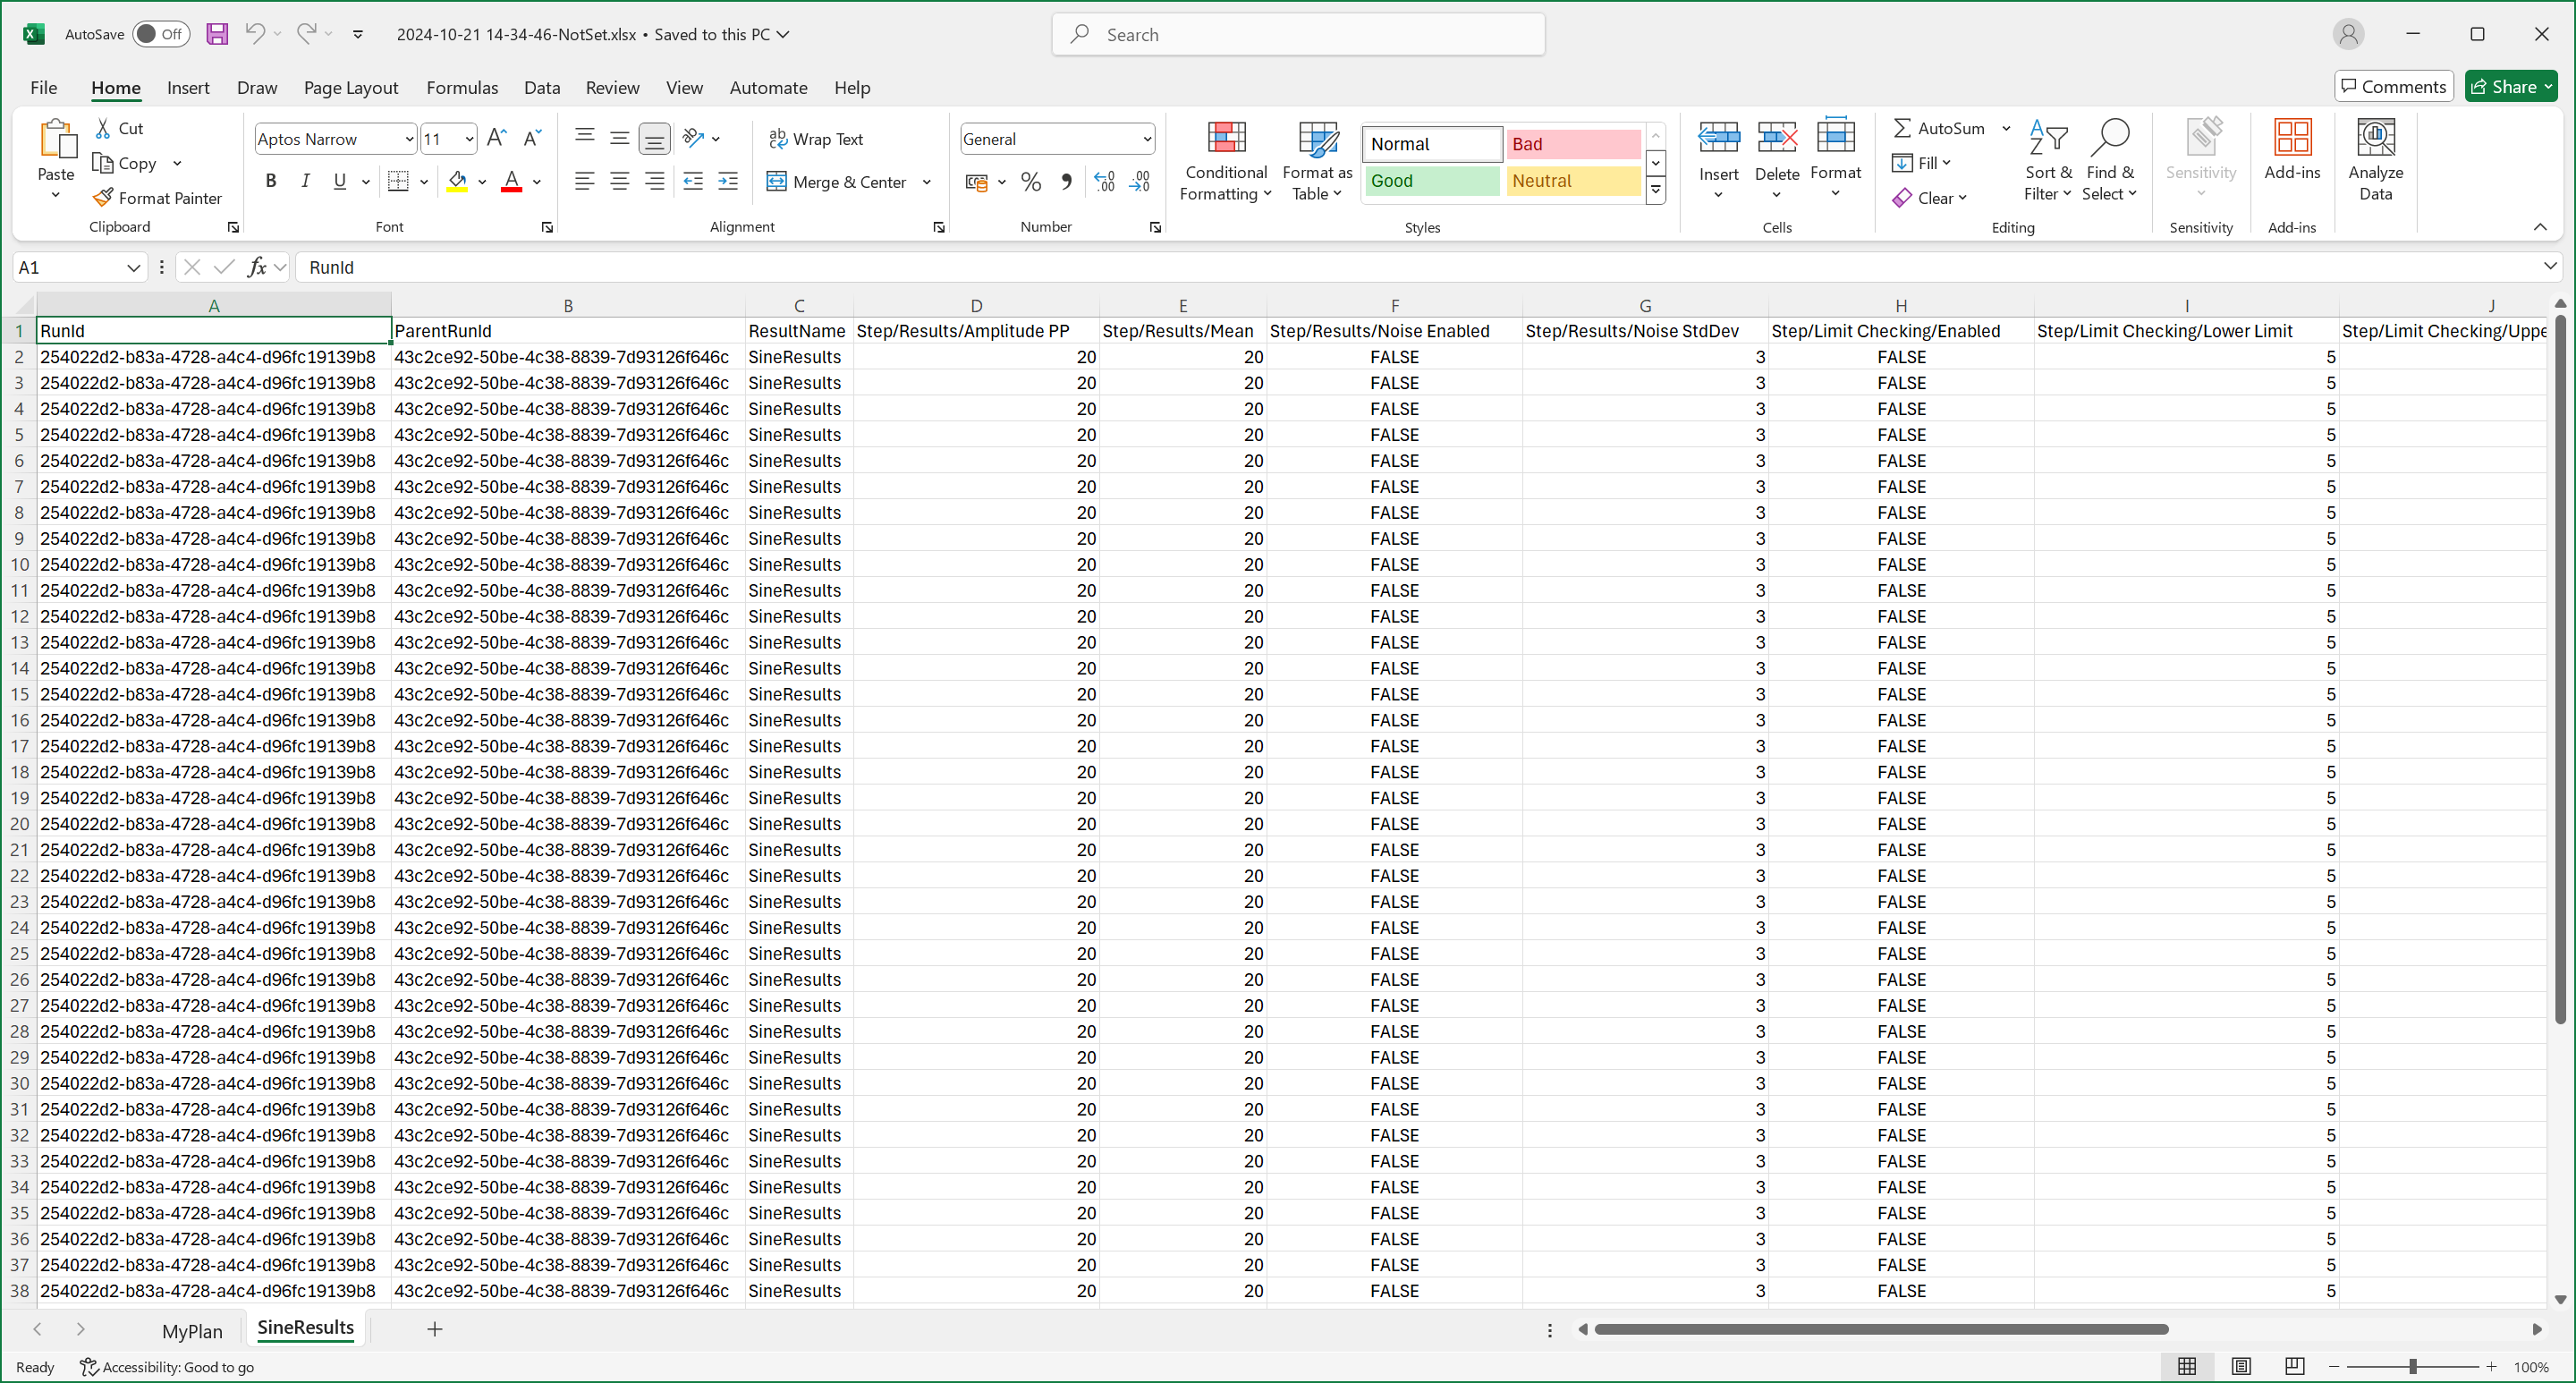 AutoSave Off 2024-10-21 14-34-46-NotSet.xlsx • Saved to this PC Search
File Home Insert Draw Page Layout Formulas Data Review View Automate Help Comments Share
Paste Cut Copy Format Painter Clipboard
Aptos Narrow 11 B I U Font
Wrap Text Merge & Center Alignment
General Number
Conditional Formatting Format as Table Normal Bad Good Neutral Styles
Insert Delete Format Cells
AutoSum Fill Clear Sort & Filter Find & Select Editing
Sensitivity Sensitivity
Add-ins Add-ins
Analyze Data
A1 fx RunId
A B C D E F G H I J
1 RunId ParentRunId ResultName Step/Results/Amplitude PP Step/Results/Mean Step/Results/Noise Enabled Step/Results/Noise StdDev Step/Limit Checking/Enabled Step/Limit Checking/Lower Limit Step/Limit Checking/Uppe
2 254022d2-b83a-4728-a4c4-d96fc19139b8 43c2ce92-50be-4c38-8839-7d93126f646c SineResults 20 20 FALSE 3 FALSE 5
3 254022d2-b83a-4728-a4c4-d96fc19139b8 43c2ce92-50be-4c38-8839-7d93126f646c SineResults 20 20 FALSE 3 FALSE 5
4 254022d2-b83a-4728-a4c4-d96fc19139b8 43c2ce92-50be-4c38-8839-7d93126f646c SineResults 20 20 FALSE 3 FALSE 5
5 254022d2-b83a-4728-a4c4-d96fc19139b8 43c2ce92-50be-4c38-8839-7d93126f646c SineResults 20 20 FALSE 3 FALSE 5
6 254022d2-b83a-4728-a4c4-d96fc19139b8 43c2ce92-50be-4c38-8839-7d93126f646c SineResults 20 20 FALSE 3 FALSE 5
7 254022d2-b83a-4728-a4c4-d96fc19139b8 43c2ce92-50be-4c38-8839-7d93126f646c SineResults 20 20 FALSE 3 FALSE 5
8 254022d2-b83a-4728-a4c4-d96fc19139b8 43c2ce92-50be-4c38-8839-7d93126f646c SineResults 20 20 FALSE 3 FALSE 5
9 254022d2-b83a-4728-a4c4-d96fc19139b8 43c2ce92-50be-4c38-8839-7d93126f646c SineResults 20 20 FALSE 3 FALSE 5
10 254022d2-b83a-4728-a4c4-d96fc19139b8 43c2ce92-50be-4c38-8839-7d93126f646c SineResults 20 20 FALSE 3 FALSE 5
11 254022d2-b83a-4728-a4c4-d96fc19139b8 43c2ce92-50be-4c38-8839-7d93126f646c SineResults 20 20 FALSE 3 FALSE 5
12 254022d2-b83a-4728-a4c4-d96fc19139b8 43c2ce92-50be-4c38-8839-7d93126f646c SineResults 20 20 FALSE 3 FALSE 5
13 254022d2-b83a-4728-a4c4-d96fc19139b8 43c2ce92-50be-4c38-8839-7d93126f646c SineResults 20 20 FALSE 3 FALSE 5
14 254022d2-b83a-4728-a4c4-d96fc19139b8 43c2ce92-50be-4c38-8839-7d93126f646c SineResults 20 20 FALSE 3 FALSE 5
15 254022d2-b83a-4728-a4c4-d96fc19139b8 43c2ce92-50be-4c38-8839-7d93126f646c SineResults 20 20 FALSE 3 FALSE 5
16 254022d2-b83a-4728-a4c4-d96fc19139b8 43c2ce92-50be-4c38-8839-7d93126f646c SineResults 20 20 FALSE 3 FALSE 5
17 254022d2-b83a-4728-a4c4-d96fc19139b8 43c2ce92-50be-4c38-8839-7d93126f646c SineResults 20 20 FALSE 3 FALSE 5
18 254022d2-b83a-4728-a4c4-d96fc19139b8 43c2ce92-50be-4c38-8839-7d93126f646c SineResults 20 20 FALSE 3 FALSE 5
19 254022d2-b83a-4728-a4c4-d96fc19139b8 43c2ce92-50be-4c38-8839-7d93126f646c SineResults 20 20 FALSE 3 FALSE 5
20 254022d2-b83a-4728-a4c4-d96fc19139b8 43c2ce92-50be-4c38-8839-7d93126f646c SineResults 20 20 FALSE 3 FALSE 5
21 254022d2-b83a-4728-a4c4-d96fc19139b8 43c2ce92-50be-4c38-8839-7d93126f646c SineResults 20 20 FALSE 3 FALSE 5
22 254022d2-b83a-4728-a4c4-d96fc19139b8 43c2ce92-50be-4c38-8839-7d93126f646c SineResults 20 20 FALSE 3 FALSE 5
23 254022d2-b83a-4728-a4c4-d96fc19139b8 43c2ce92-50be-4c38-8839-7d93126f646c SineResults 20 20 FALSE 3 FALSE 5
24 254022d2-b83a-4728-a4c4-d96fc19139b8 43c2ce92-50be-4c38-8839-7d93126f646c SineResults 20 20 FALSE 3 FALSE 5
25 254022d2-b83a-4728-a4c4-d96fc19139b8 43c2ce92-50be-4c38-8839-7d93126f646c SineResults 20 20 FALSE 3 FALSE 5
26 254022d2-b83a-4728-a4c4-d96fc19139b8 43c2ce92-50be-4c38-8839-7d93126f646c SineResults 20 20 FALSE 3 FALSE 5
27 254022d2-b83a-4728-a4c4-d96fc19139b8 43c2ce92-50be-4c38-8839-7d93126f646c SineResults 20 20 FALSE 3 FALSE 5
28 254022d2-b83a-4728-a4c4-d96fc19139b8 43c2ce92-50be-4c38-8839-7d93126f646c SineResults 20 20 FALSE 3 FALSE 5
29 254022d2-b83a-4728-a4c4-d96fc19139b8 43c2ce92-50be-4c38-8839-7d93126f646c SineResults 20 20 FALSE 3 FALSE 5
30 254022d2-b83a-4728-a4c4-d96fc19139b8 43c2ce92-50be-4c38-8839-7d93126f646c SineResults 20 20 FALSE 3 FALSE 5
31 254022d2-b83a-4728-a4c4-d96fc19139b8 43c2ce92-50be-4c38-8839-7d93126f646c SineResults 20 20 FALSE 3 FALSE 5
32 254022d2-b83a-4728-a4c4-d96fc19139b8 43c2ce92-50be-4c38-8839-7d93126f646c SineResults 20 20 FALSE 3 FALSE 5
33 254022d2-b83a-4728-a4c4-d96fc19139b8 43c2ce92-50be-4c38-8839-7d93126f646c SineResults 20 20 FALSE 3 FALSE 5
34 254022d2-b83a-4728-a4c4-d96fc19139b8 43c2ce92-50be-4c38-8839-7d93126f646c SineResults 20 20 FALSE 3 FALSE 5
35 254022d2-b83a-4728-a4c4-d96fc19139b8 43c2ce92-50be-4c38-8839-7d93126f646c SineResults 20 20 FALSE 3 FALSE 5
36 254022d2-b83a-4728-a4c4-d96fc19139b8 43c2ce92-50be-4c38-8839-7d93126f646c SineResults 20 20 FALSE 3 FALSE 5
37 254022d2-b83a-4728-a4c4-d96fc19139b8 43c2ce92-50be-4c38-8839-7d93126f646c SineResults 20 20 FALSE 3 FALSE 5
38 254022d2-b83a-4728-a4c4-d96fc19139b8 43c2ce92-50be-4c38-8839-7d93126f646c SineResults 20 20 FALSE 3 FALSE 5
MyPlan SineResults
Ready Accessibility: Good to go 100%